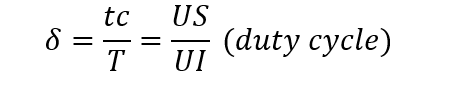 δ = tc/T = US/UI (duty cycle)